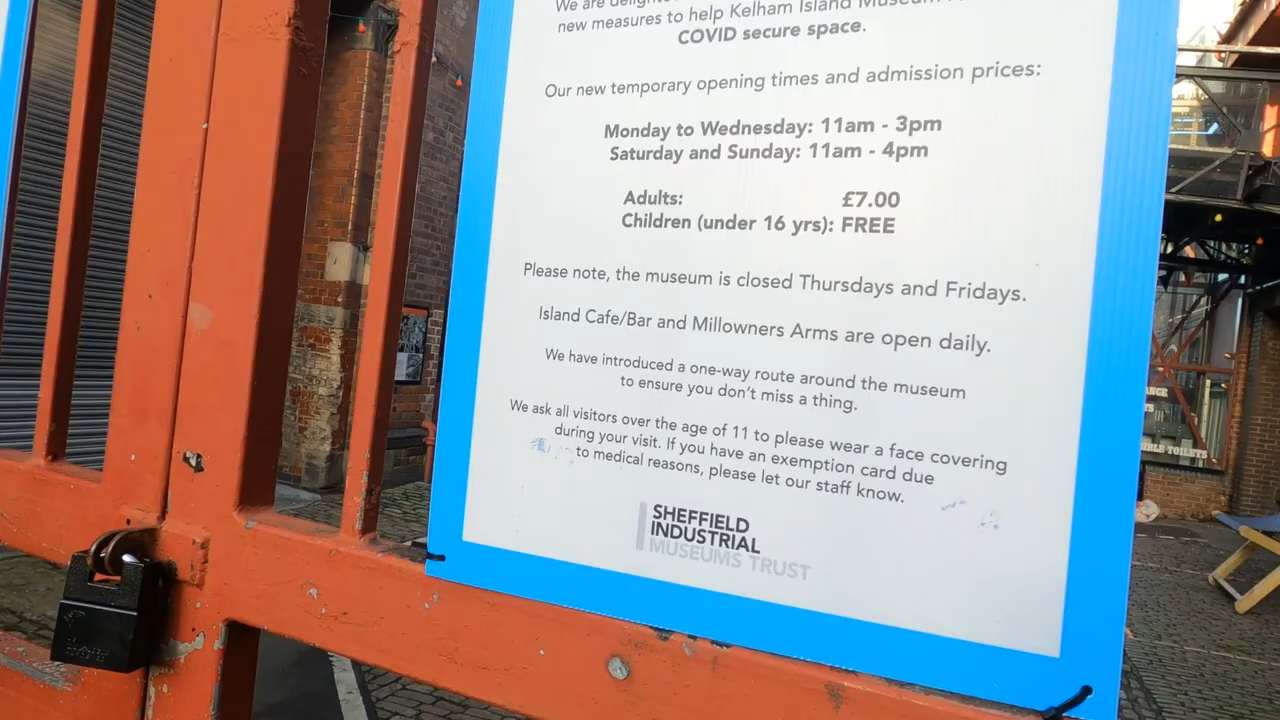 We are delighted
new measures to help Kelham Island Museum
COVID secure space.
Our new temporary opening times and admission prices:
Monday to Wednesday: 11am - 3pm
Saturday and Sunday: 11am - 4pm
Adults: £7.00
Children (under 16 yrs): FREE
Please note, the museum is closed Thursdays and Fridays.
Island Cafe/Bar and Millowners Arms are open daily.
We have introduced a one-way route around the museum
to ensure you don't miss a thing.
We ask all visitors over the age of 11 to please wear a face covering
during your visit. If you have an exemption card due
to medical reasons, please let our staff know.
SHEFFIELD
INDUSTRIAL
MUSEUMS TRUST
TOILETS